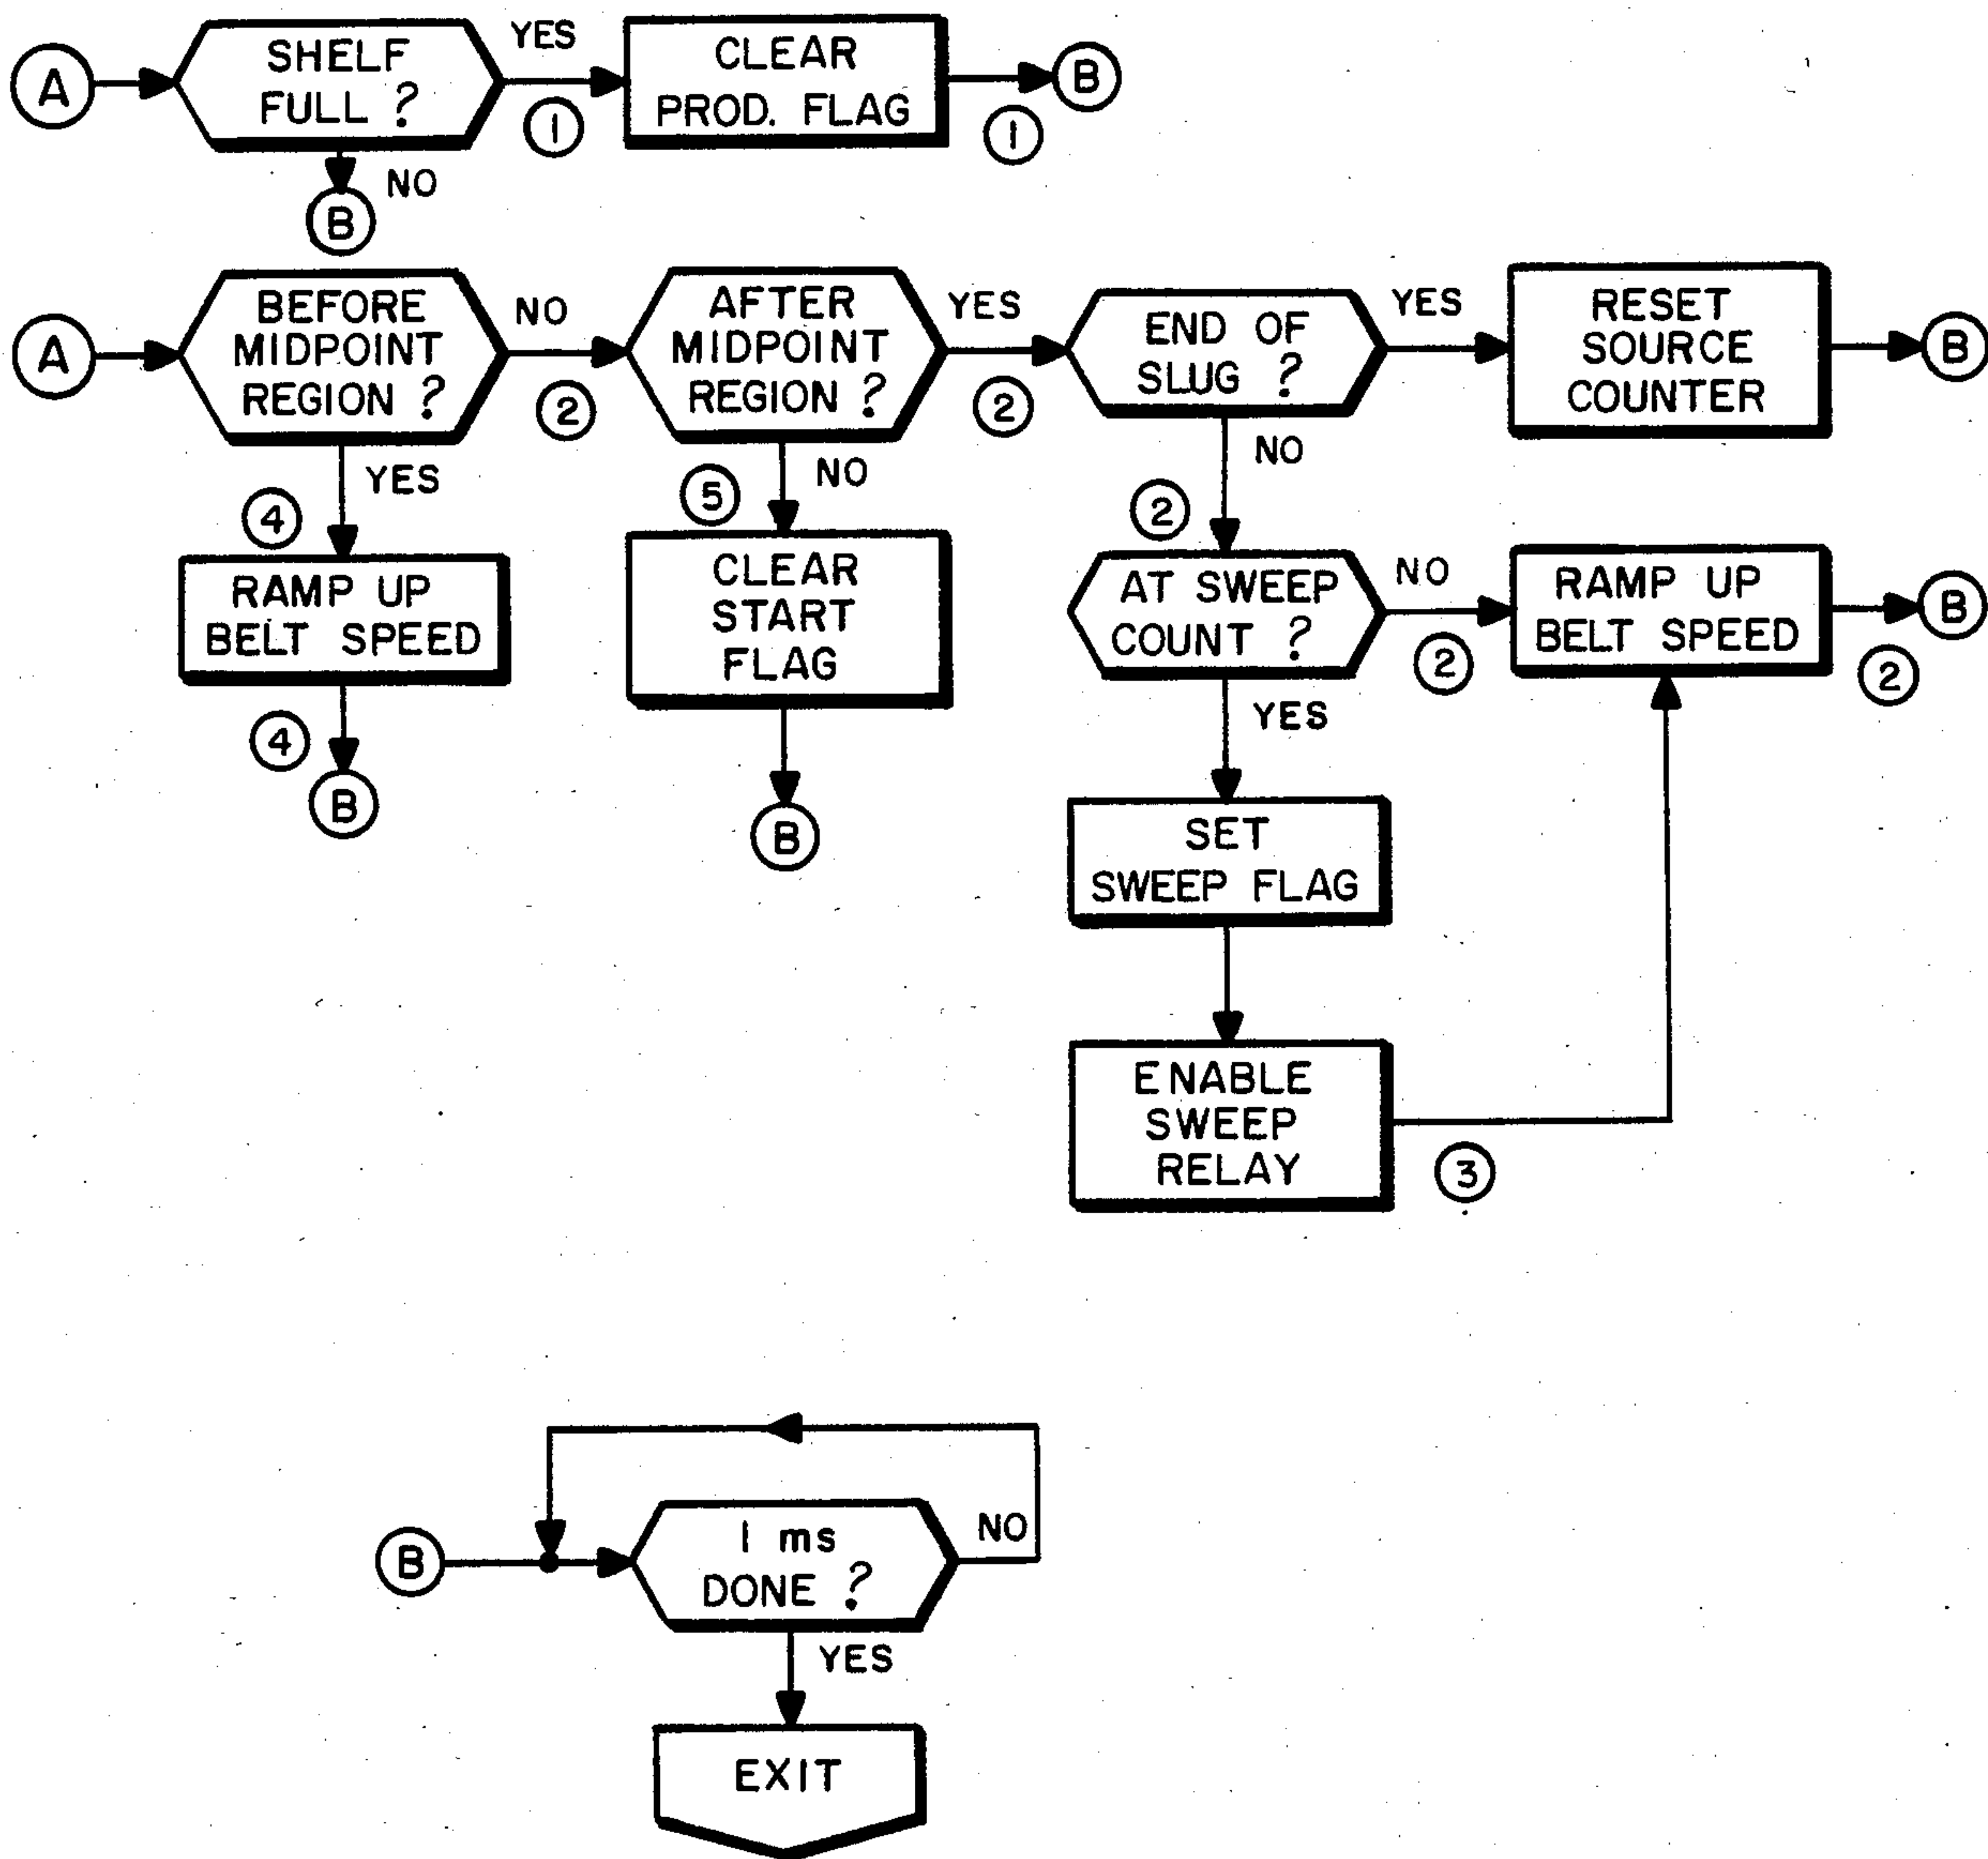 A
SHELF
FULL ?
YES
1
CLEAR
PROD. FLAG
1
B
NO
B
A
BEFORE
MIDPOINT
REGION ?
NO
2
AFTER
MIDPOINT
REGION ?
YES
2
END OF
SLUG ?
YES
RESET
SOURCE
COUNTER
B
YES
4
RAMP UP
BELT SPEED
4
B
NO
5
CLEAR
START
FLAG
B
NO
2
AT SWEEP
COUNT ?
NO
2
RAMP UP
BELT SPEED
2
B
YES
SET
SWEEP FLAG
ENABLE
SWEEP
RELAY
3
B
1 ms
DONE ?
NO
YES
EXIT